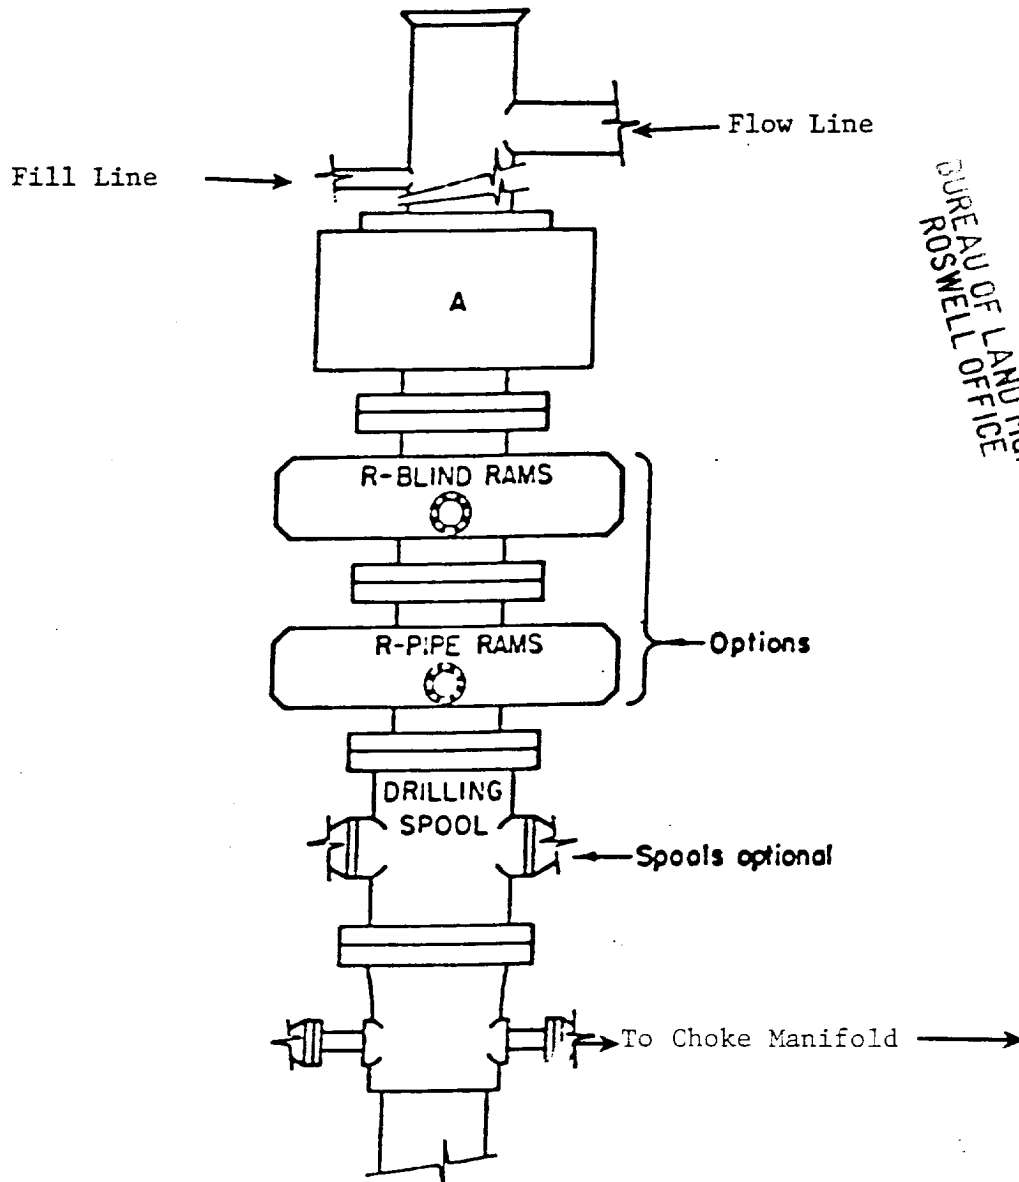 Flow Line
Fill Line
BUREAU OF LAND
ROSWELL OFFICE
A
R-BLIND RAMS
R-PIPE RAMS
Options
DRILLING
SPOOL
Spools optional
To Choke Manifold